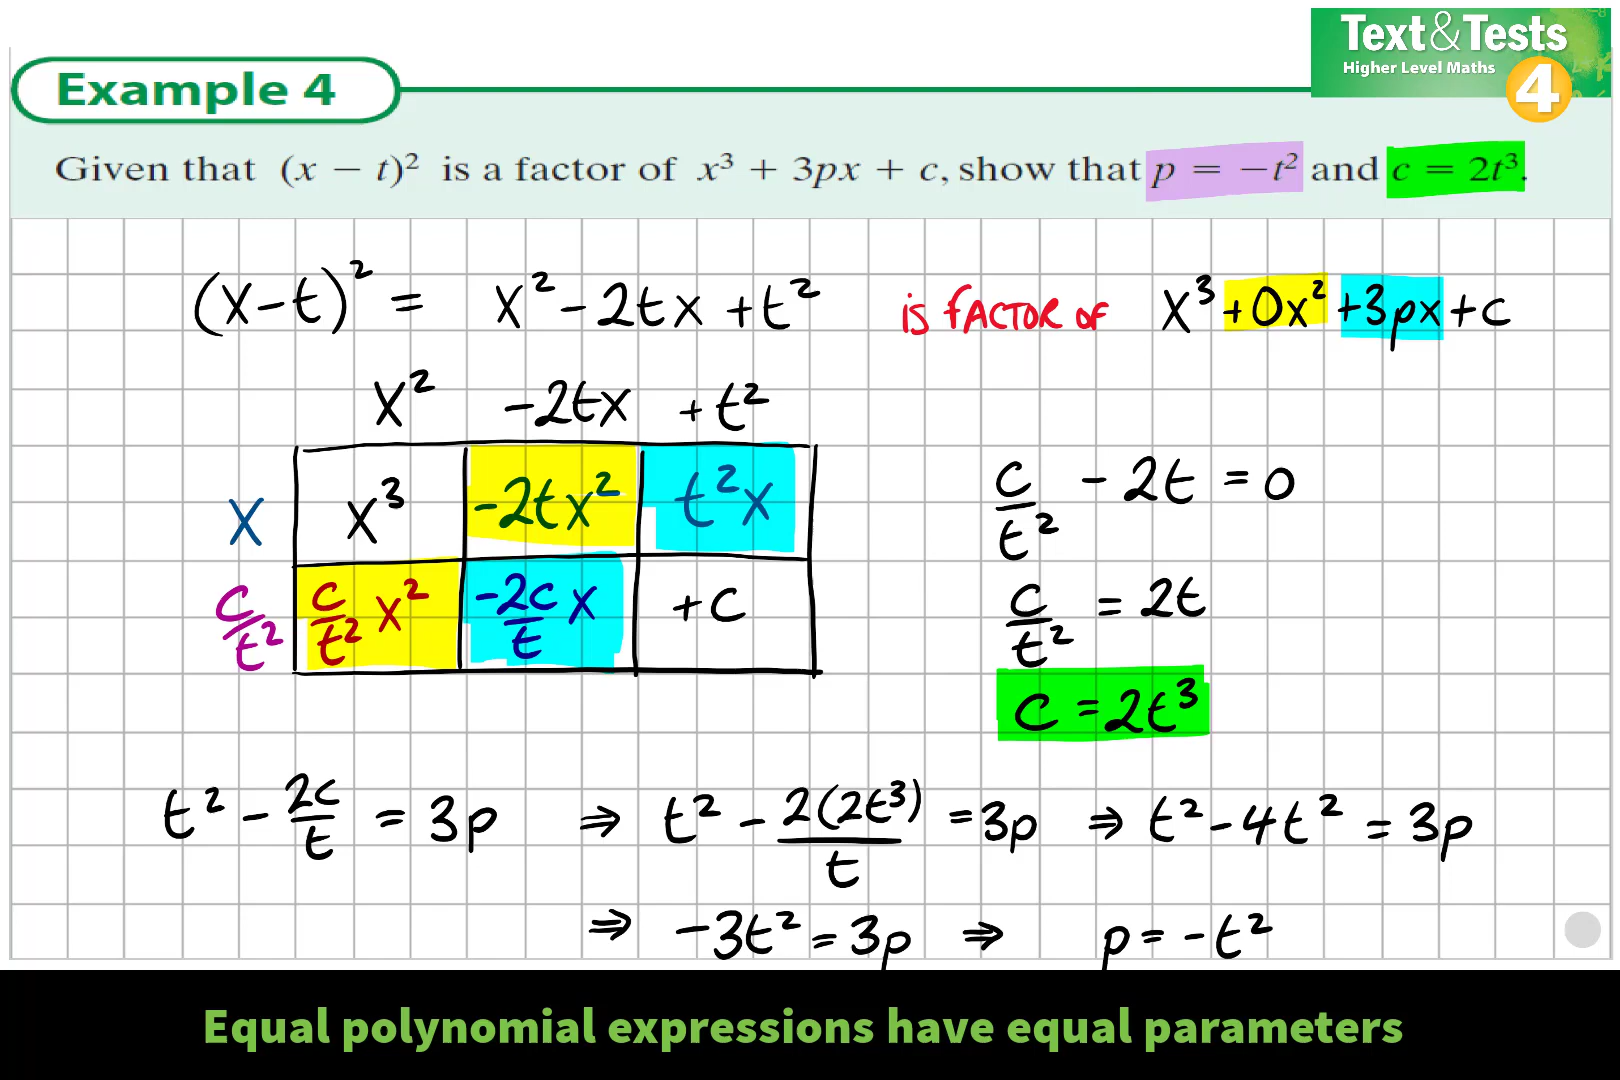 Text&Tests
Higher Level Maths
4
Example 4
Given that (x − t)² is a factor of x³ + 3px + c, show that p = −t² and c = 2t³.
(x-t)² = x² - 2tx + t² is FACTOR OF x³ + 0x² + 3px + c
x² -2tx + t²
x x³ -2tx² t²x
c/t² c/t² x² -2c/t x +c
c/t² - 2t = 0
c/t² = 2t
c = 2t³
t² - 2c/t = 3p ⇒ t² - 2(2t³)/t = 3p ⇒ t² - 4t² = 3p
⇒ -3t² = 3p ⇒ p = -t²
Equal polynomial expressions have equal parameters